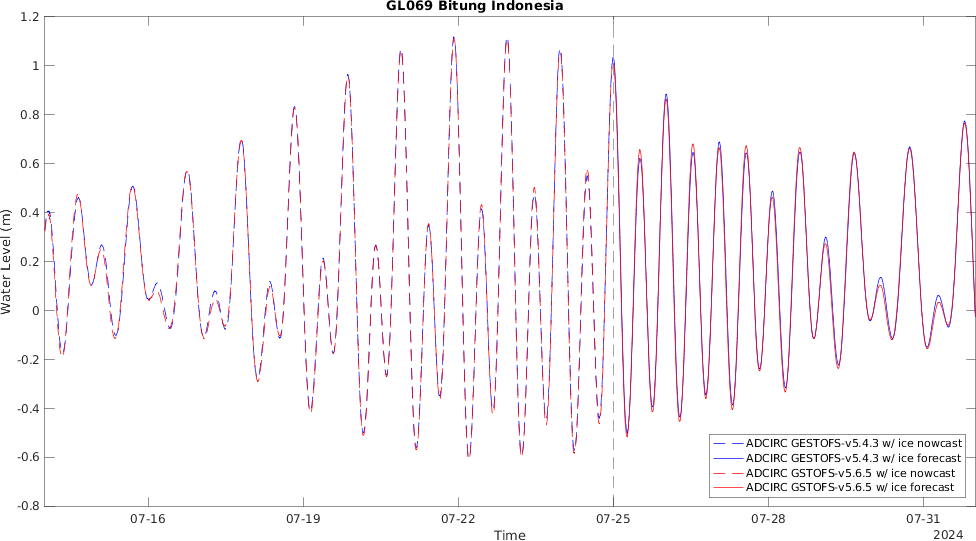 GL069 Bitung Indonesia
1.2
1
0.8
0.6
0.4
0.2
0
-0.2
-0.4
-0.6
-0.8
Water Level (m)
ADCIRC GESTOFS-v5.4.3 w/ ice nowcast
ADCIRC GESTOFS-v5.4.3 w/ ice forecast
ADCIRC GSTOFS-v5.6.5 w/ ice nowcast
ADCIRC GSTOFS-v5.6.5 w/ ice forecast
07-16 07-19 07-22 07-25 07-28 07-31
Time
2024